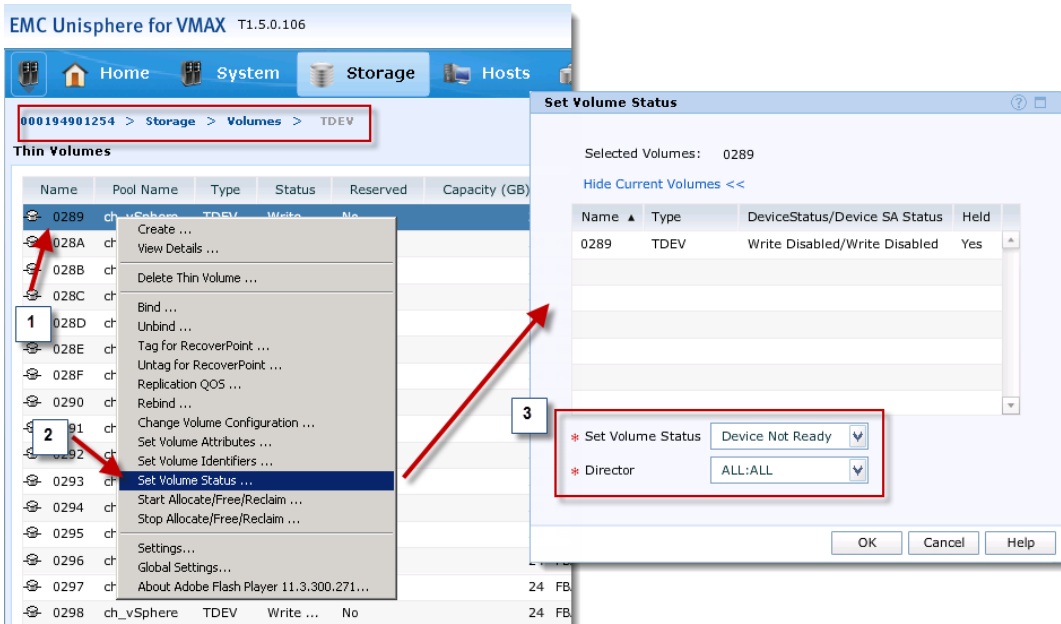 EMC Unisphere for VMAX T1.5.0.106
Home System Storage Hosts
000194901254 > Storage > Volumes > TDEV
Thin Volumes
Name Pool Name Type Status Reserved Capacity (GB)
0289 ch_vSphere TDEV Write No
028A ch
028B ch
028C ch
028D ch
028E ch
028F ch
0290 ch
91 ch
0292 ch
0293 ch
0294 ch
0295 ch
0296 ch
0297 ch 24 FB
0298 ch_vSphere TDEV Write ... No 24 FB
1
2
Create ...
View Details ...
Delete Thin Volume ...
Bind ...
Unbind ...
Tag for RecoverPoint ...
Untag for RecoverPoint ...
Replication QOS ...
Rebind ...
Change Volume Configuration ...
Set Volume Attributes ...
Set Volume Identifiers ...
Set Volume Status ...
Start Allocate/Free/Reclaim ...
Stop Allocate/Free/Reclaim ...
Settings...
Global Settings...
About Adobe Flash Player 11.3.300.271...
Set Volume Status
Selected Volumes: 0289
Hide Current Volumes <<
Name Type DeviceStatus/Device SA Status Held
0289 TDEV Write Disabled/Write Disabled Yes
3
* Set Volume Status Device Not Ready
* Director ALL:ALL
OK Cancel Help